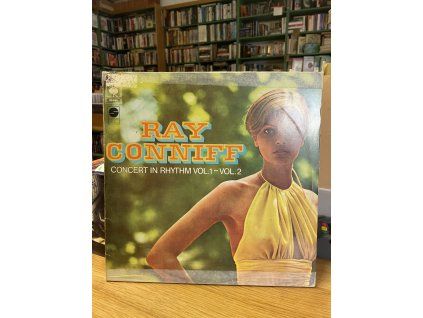 RAY
CONNIFF
CONCERT IN RHYTHM VOL.1-VOL.2